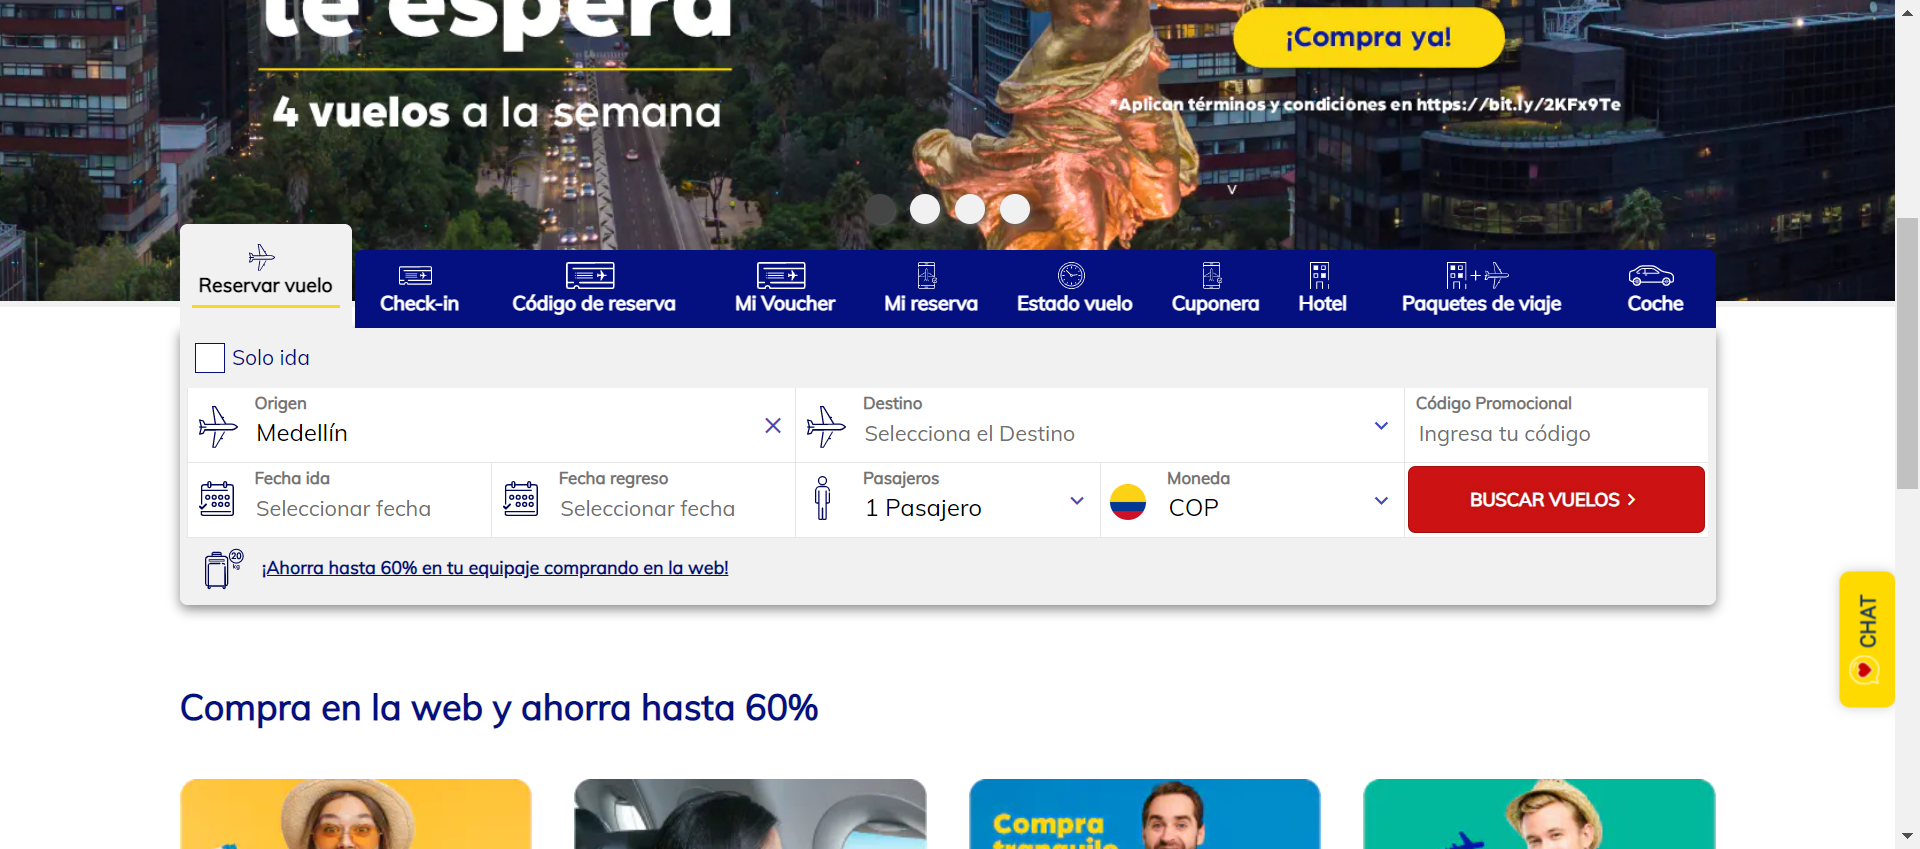 te espera
4 vuelos a la semana
¡Compra ya!
*Aplican términos y condiciones en https://bit.ly/2KFx9Te
V
Reservar vuelo
Check-in
Código de reserva
Mi Voucher
Mi reserva
Estado vuelo
Cuponera
Hotel
Paquetes de viaje
Coche
Solo ida
Origen
Medellín
Destino
Selecciona el Destino
Código Promocional
Ingresa tu código
Fecha ida
Seleccionar fecha
Fecha regreso
Seleccionar fecha
Pasajeros
1 Pasajero
Moneda
COP
BUSCAR VUELOS
20
kg
¡Ahorra hasta 60% en tu equipaje comprando en la web!
CHAT
Compra en la web y ahorra hasta 60%
Compra
tranquilo